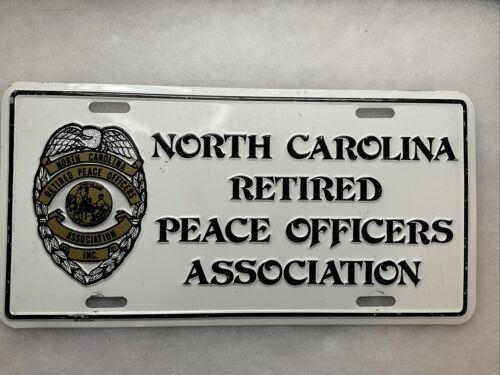 NORTH CAROLINA
RETIRED PEACE OFFICERS
ASSOCIATION
INC.
NORTH CAROLINA
RETIRED
PEACE OFFICERS
ASSOCIATION